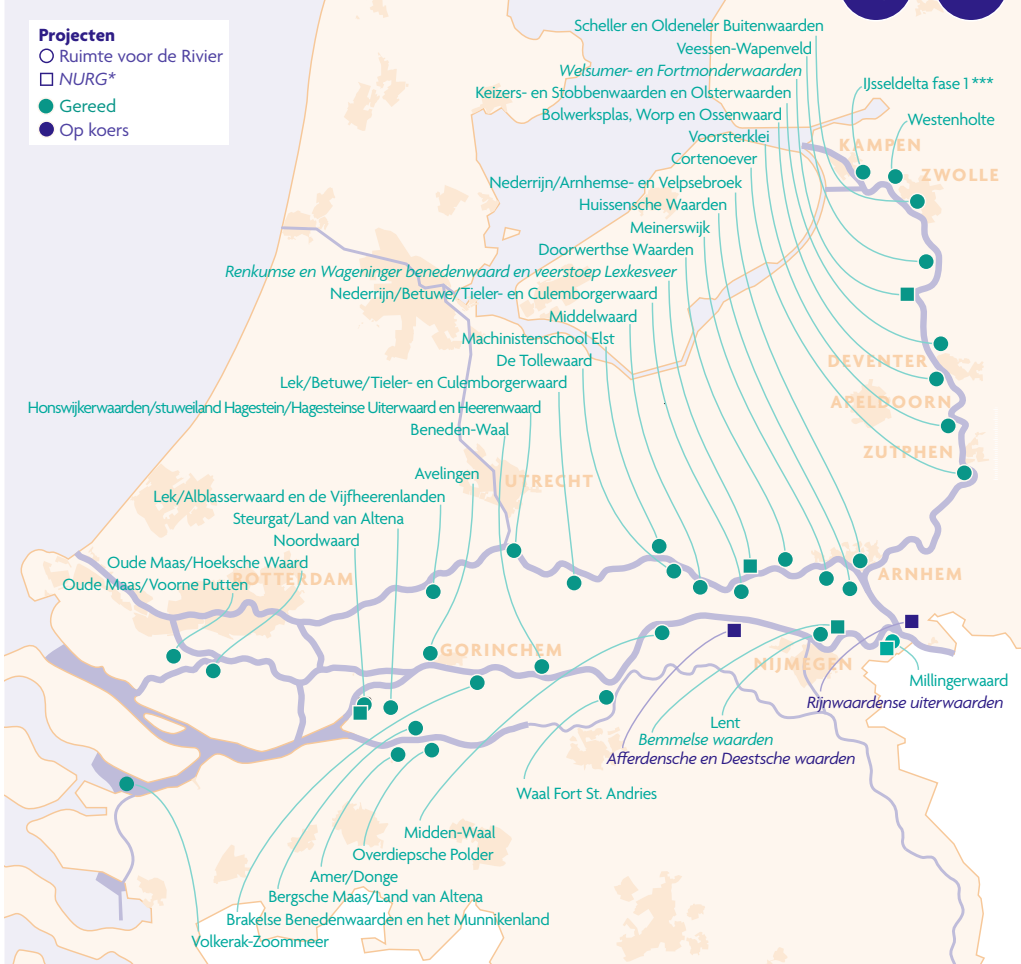 Projecten
Ruimte voor de Rivier
NURG*
Gereed
Op koers
Scheller en Oldeneler Buitenwaarden
Veessen-Wapenveld
Welsumer- en Fortmonderwaarden
Keizers- en Stobbenwaarden en Olsterwaarden
Bolwerksplas, Worp en Ossenwaard
Voorsterklei
Cortenoever
Nederrijn/Arnhemse- en Velpsebroek
Huissensche Waarden
Meinerswijk
Doorwerthse Waarden
Renkumse en Wageninger benedenwaard en veerstoep Lexkesveer
Nederrijn/Betuwe/Tieler- en Culemborgerwaard
Middelwaard
Machinistenschool Elst
De Tollewaard
Lek/Betuwe/Tieler- en Culemborgerwaard
Honswijkerwaarden/stuweiland Hagestein/Hagesteinse Uiterwaard en Heerenwaard
Beneden-Waal
Avelingen
Lek/Alblasserwaard en de Vijfheerenlanden
Steurgat/Land van Altena
Noordwaard
Oude Maas/Hoeksche Waard
Oude Maas/Voorne Putten
IJsseldelta fase 1 ***
Westenholte
KAMPEN
ZWOLLE
DEVENTER
APELDOORN
ZUTPHEN
UTRECHT
ROTTERDAM
ARNHEM
GORINCHEM
NIJMEGEN
Millingerwaard
Rijnwaardense uiterwaarden
Lent
Bemmelse waarden
Afferdensche en Deestsche waarden
Waal Fort St. Andries
Midden-Waal
Overdiepsche Polder
Amer/Donge
Bergsche Maas/Land van Altena
Brakelse Benedenwaarden en het Munnikenland
Volkerak-Zoommeer